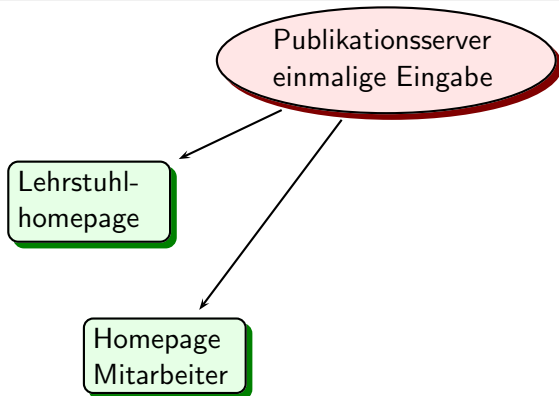 Publikationsserver
einmalige Eingabe
Lehrstuhl-
homepage
Homepage
Mitarbeiter